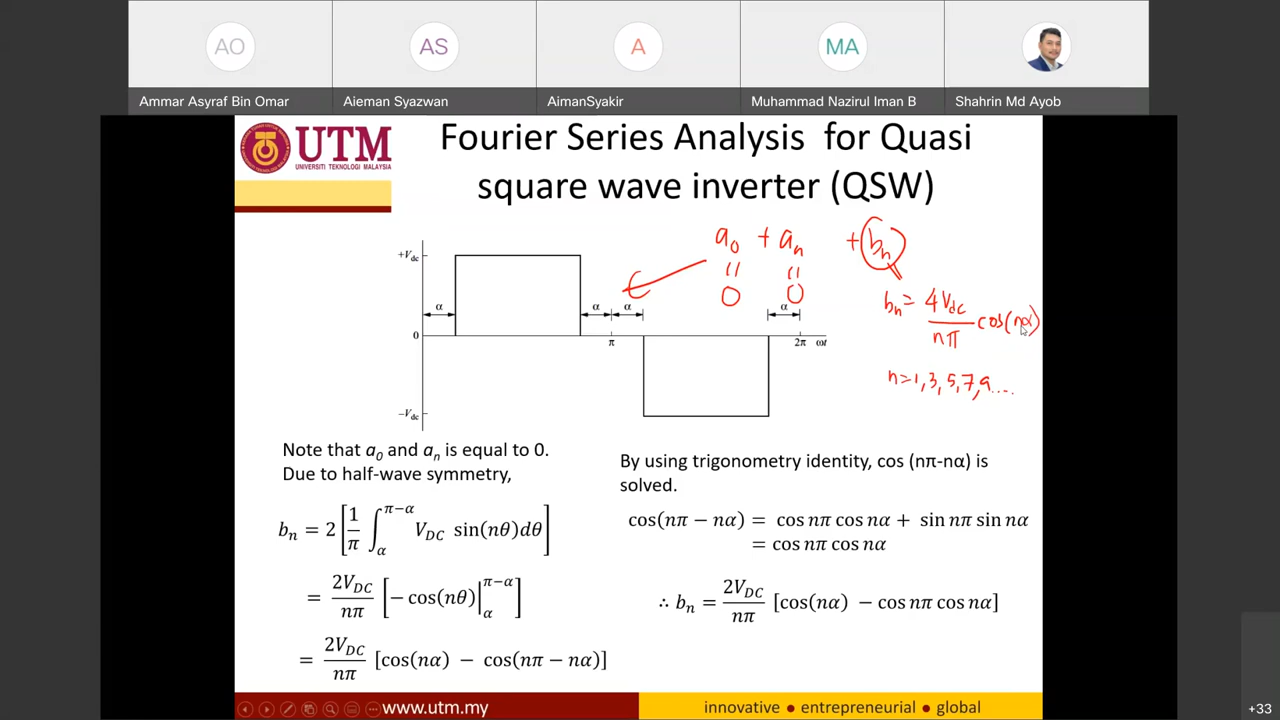 AO
AS
A
MA
Ammar Asyraf Bin Omar
Aieman Syazwan
AimanSyakir
Muhammad Nazirul Iman B
Shahrin Md Ayob
UTM
UNIVERSITI TEKNOLOGI MALAYSIA
Fourier Series Analysis for Quasi
square wave inverter (QSW)
a₀ + aₙ + bₙ
" "
0 0
bₙ = 4Vdc/nπ cos(nα)
n=1,3,5,7,9....
+Vdc
α
α
α
α
0
π
2π
ωt
−Vdc
Note that a₀ and aₙ is equal to 0.
Due to half-wave symmetry,
bₙ = 2[1/π ∫_α^{π−α} V_DC sin(nθ)dθ]
= 2V_DC/nπ [− cos(nθ)|_α^{π−α}]
= 2V_DC/nπ [cos(nα) − cos(nπ − nα)]
By using trigonometry identity, cos (nπ-nα) is
solved.
cos(nπ − nα) = cos nπ cos nα + sin nπ sin nα
= cos nπ cos nα
∴ bₙ = 2V_DC/nπ [cos(nα) − cos nπ cos nα]
www.utm.my
innovative ● entrepreneurial ● global
+33